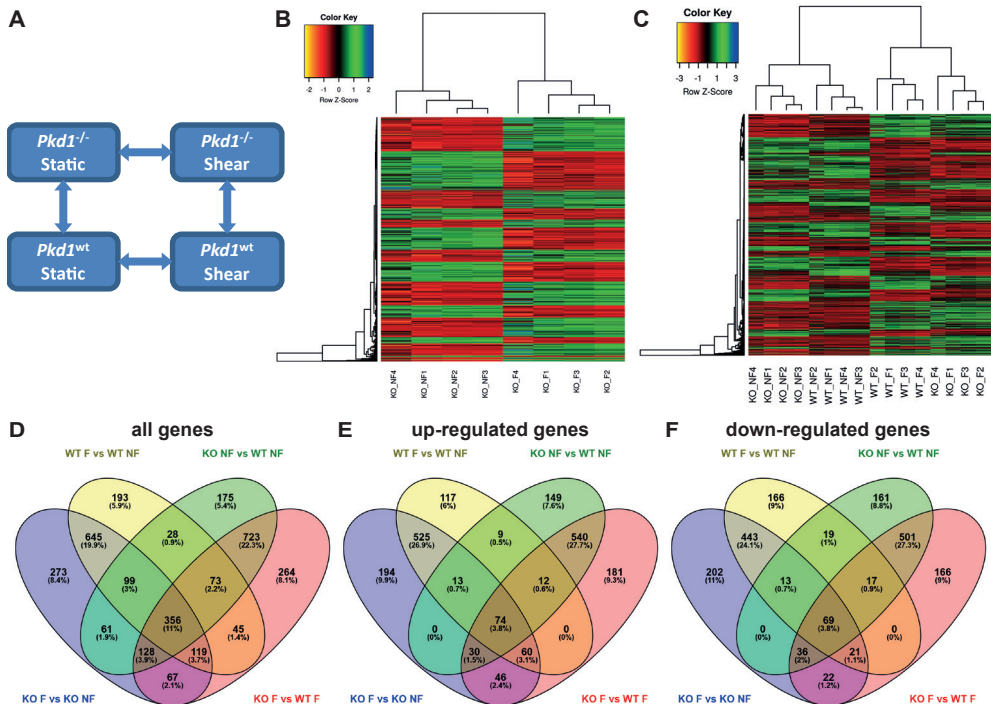 A
Pkd1-/-
Static
Pkd1-/-
Shear
Pkd1wt
Static
Pkd1wt
Shear
B
Color Key
-2 -1 0 1 2
Row Z-Score
KO_NF4
KO_NF1
KO_NF2
KO_NF3
KO_F4
KO_F1
KO_F3
KO_F2
C
Color Key
-3 -1 1 3
Row Z-Score
KO_NF4
KO_NF1
KO_NF2
KO_NF3
WT_NF2
WT_NF1
WT_NF4
WT_NF3
WT_F2
WT_F1
WT_F3
WT_F4
KO_F4
KO_F1
KO_F3
KO_F2
D all genes
WT F vs WT NF KO NF vs WT NF
193
(5.9%)
175
(5.4%)
645
(19.9%)
28
(0.9%)
723
(22.3%)
273
(8.4%)
99
(3%)
73
(2.2%)
264
(8.1%)
356
(11%)
61
(1.9%)
45
(1.4%)
128
(3.9%)
119
(3.7%)
67
(2.1%)
KO F vs KO NF KO F vs WT F
E up-regulated genes
WT F vs WT NF KO NF vs WT NF
117
(6%)
149
(7.6%)
525
(26.9%)
9
(0.5%)
540
(27.7%)
194
(9.9%)
13
(0.7%)
12
(0.6%)
181
(9.3%)
74
(3.8%)
0
(0%)
0
(0%)
30
(1.5%)
60
(3.1%)
46
(2.4%)
KO F vs KO NF KO F vs WT F
F down-regulated genes
WT F vs WT NF KO NF vs WT NF
166
(9%)
161
(8.8%)
443
(24.1%)
19
(1%)
501
(27.3%)
202
(11%)
13
(0.7%)
17
(0.9%)
166
(9%)
69
(3.8%)
0
(0%)
0
(0%)
36
(2%)
21
(1.1%)
22
(1.2%)
KO F vs KO NF KO F vs WT F